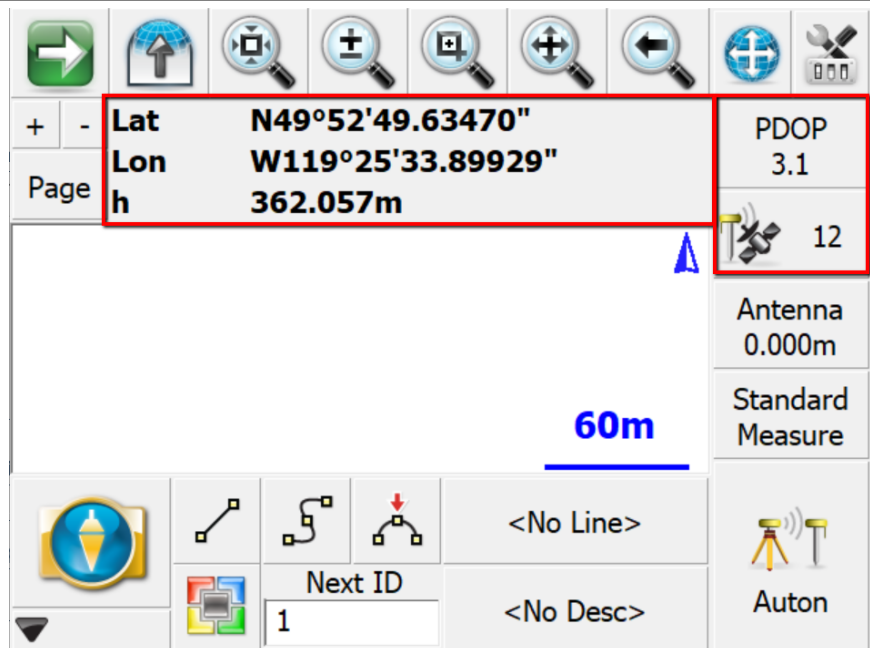 + -
Page
Lat N49°52'49.63470"
Lon W119°25'33.89929"
h 362.057m
PDOP
3.1
12
Antenna
0.000m
Standard
Measure
60m
<No Line>
Next ID
1
<No Desc>
Auton